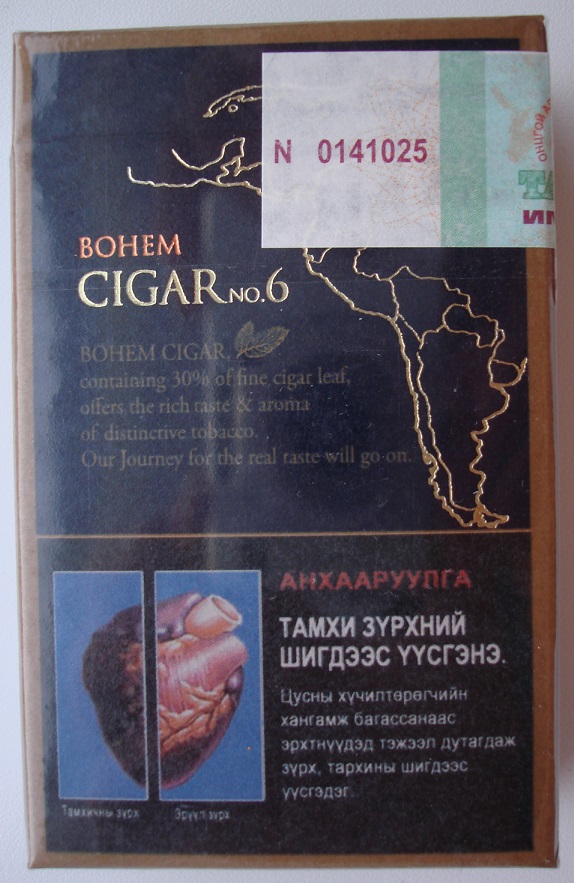 N 0141025
ОНЦГОЙ
BOHEM
CIGAR NO.6
BOHEM CIGAR,
containing 30% of fine cigar leaf,
offers the rich taste & aroma
of distinctive tobacco.
Our Journey for the real taste will go on.
АНХААРУУЛГА
ТАМХИ ЗҮРХНИЙ
ШИГДЭЭС ҮҮСГЭНЭ.
Цусны хүчилтөрөгчийн
хангамж багассанаас
эрхтнүүдэд тэжээл дутагдаж
зүрх, тархины шигдээс
үүсгэдэг.
Тамхичны зүрх
Эрүүл зүрх